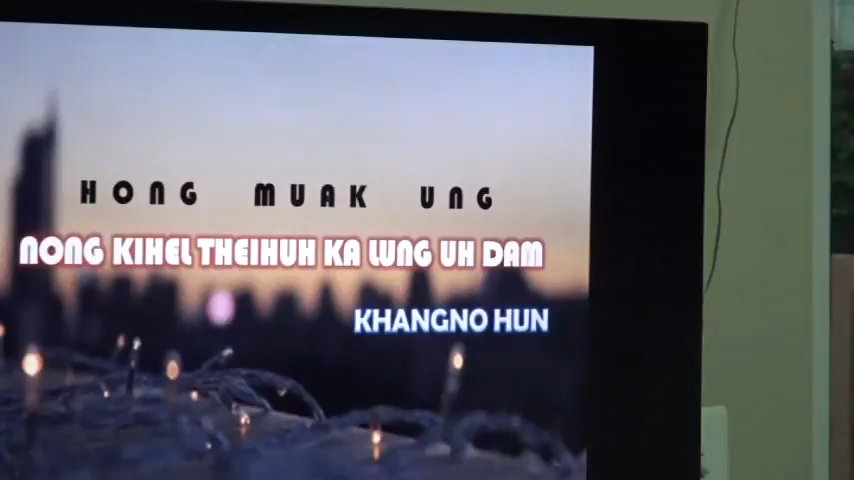 HONG MUAK UNG
NONG KIHEL THEIHUH KA LUNG UH DAM
KHANGNO HUN